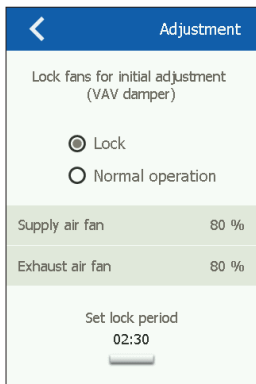 Adjustment
Lock fans for initial adjustment
(VAV damper)
Lock
Normal operation
Supply air fan 80 %
Exhaust air fan 80 %
Set lock period
02:30